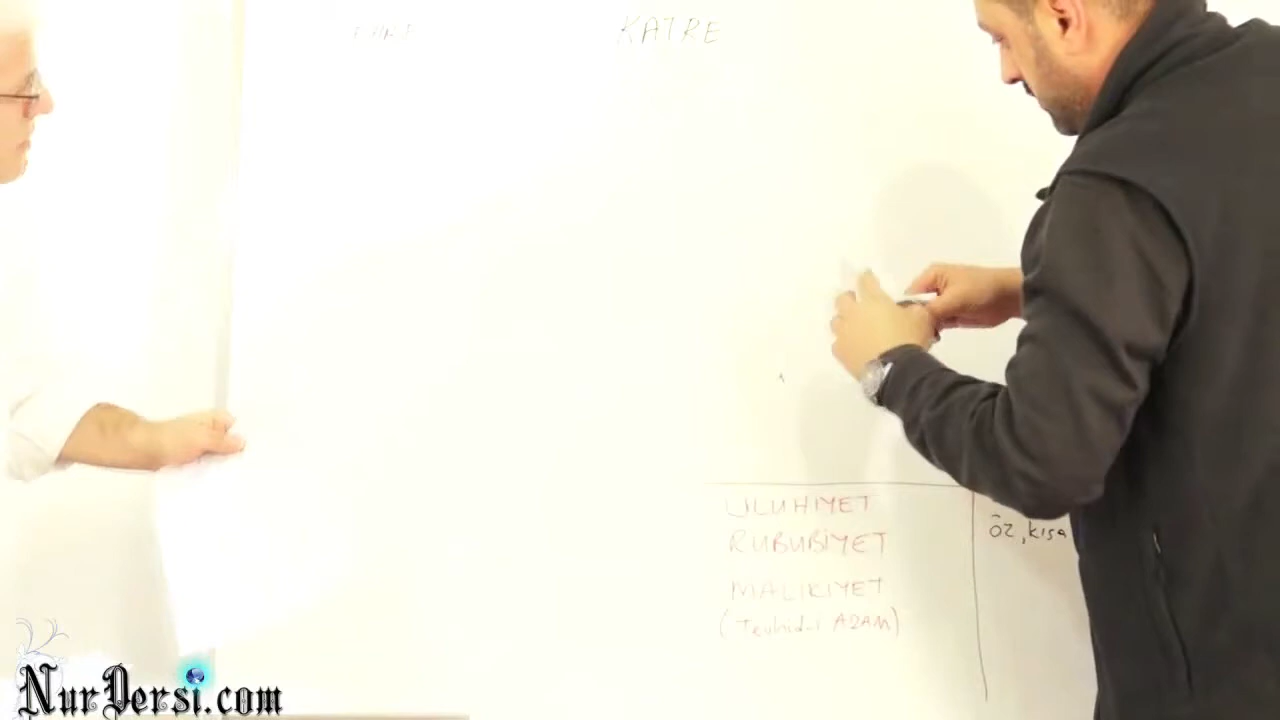 KATRE
ULUHİYET
RUBUBİYET
öz, kısa
MALİKİYET
(Tevhid-i AZAM)
NurDersi.com